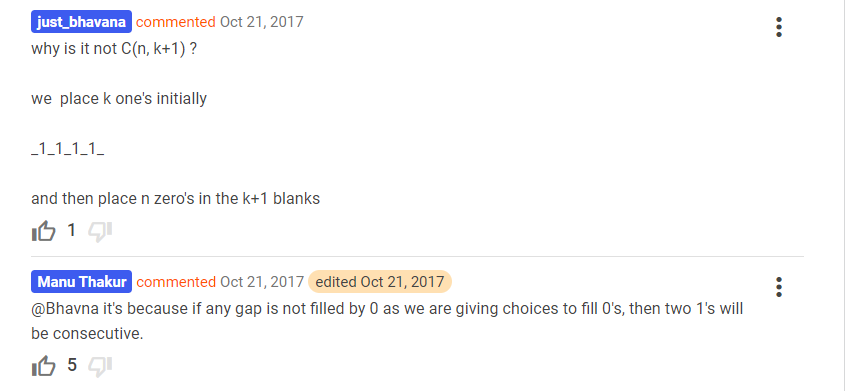 just_bhavana commented Oct 21, 2017
why is it not C(n, k+1) ?
we  place k one's initially
_1_1_1_1_
and then place n zero's in the k+1 blanks
1
Manu Thakur commented Oct 21, 2017 edited Oct 21, 2017
@Bhavna it's because if any gap is not filled by 0 as we are giving choices to fill 0's, then two 1's will
be consecutive.
5